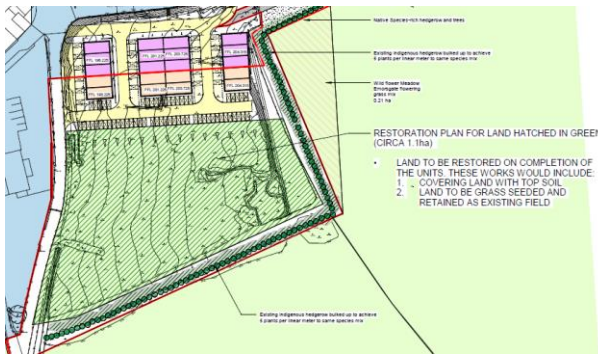 Native Species-rich hedgerow and trees
Existing indigenous hedgerow bulked up to achieve
6 plants per linear meter to same species mix
Wild flower Meadow
Emorsgate flowering
grass mix
0.21 ha
RESTORATION PLAN FOR LAND HATCHED IN GREEN
(CIRCA 1.1ha)
• LAND TO BE RESTORED ON COMPLETION OF
THE UNITS. THESE WORKS WOULD INCLUDE:
1. COVERING LAND WITH TOP SOIL
2. LAND TO BE GRASS SEEDED AND
RETAINED AS EXISTING FIELD
Existing indigenous hedgerow bulked up to achieve
6 plants per linear meter to same species mix